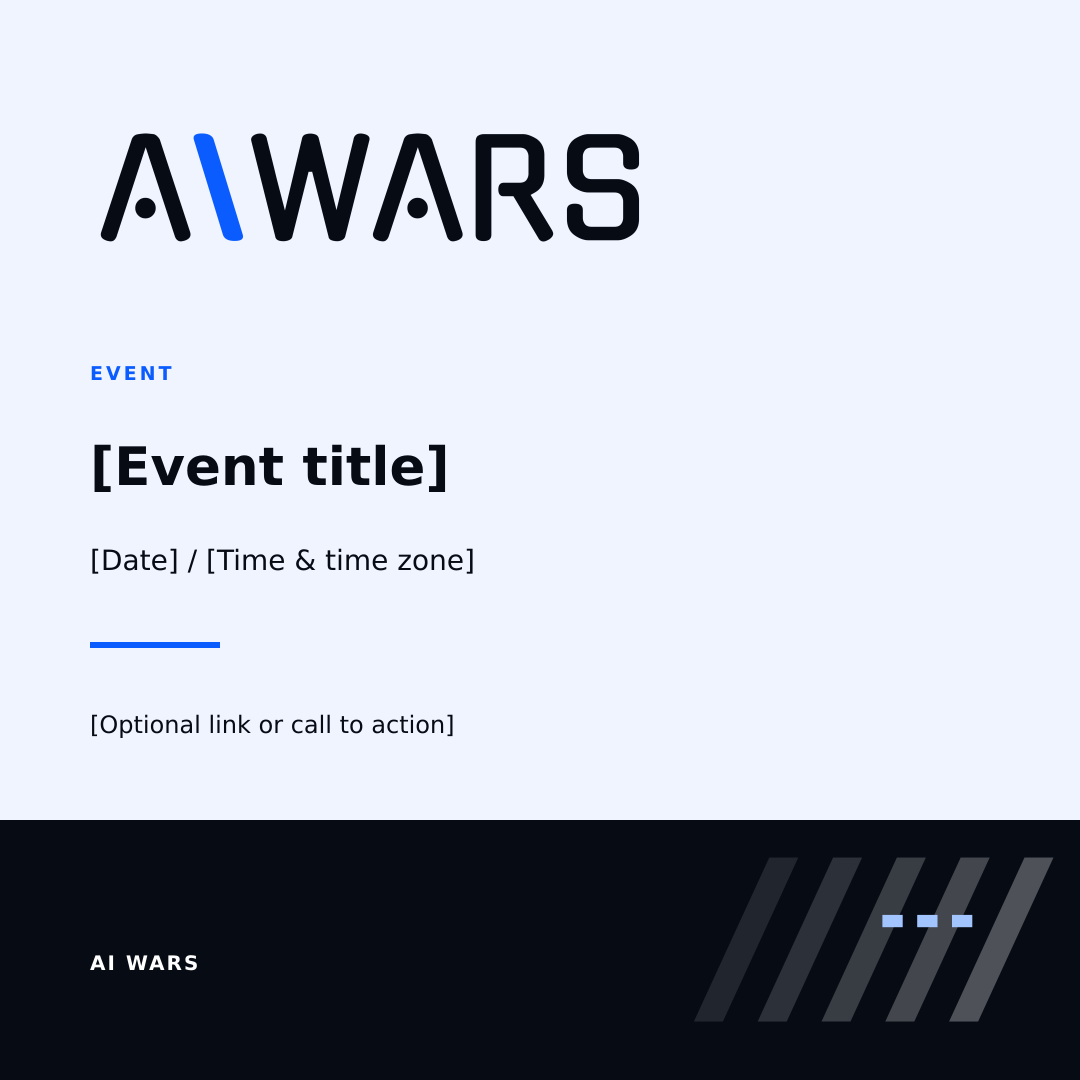 AIWARS
EVENT
[Event title]
[Date] / [Time & time zone]
[Optional link or call to action]
AI WARS